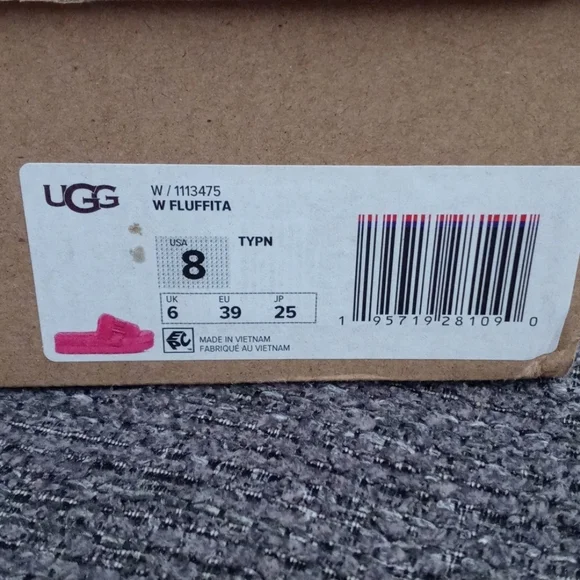 UGG
W / 1113475
W FLUFFITA
USA
8
TYPN
UK EU JP
6 39 25
MADE IN VIETNAM
FABRIQUÉ AU VIETNAM
1 95719 28109 0